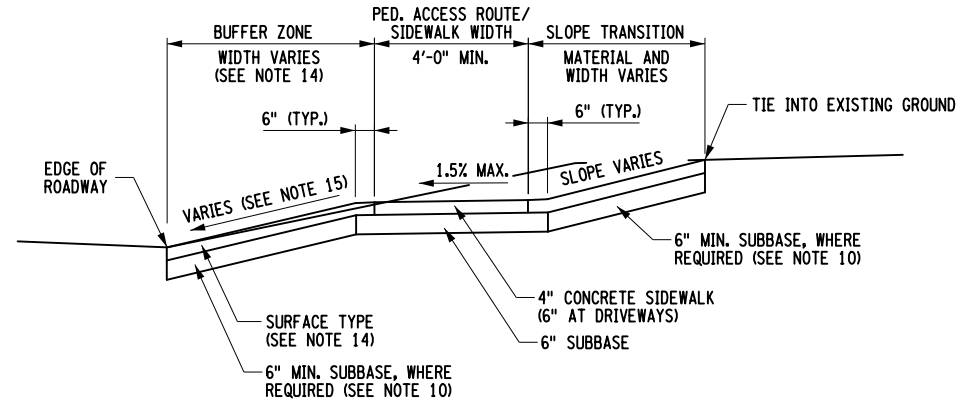 BUFFER ZONE
WIDTH VARIES
(SEE NOTE 14)
PED. ACCESS ROUTE/
SIDEWALK WIDTH
4'-0" MIN.
SLOPE TRANSITION
MATERIAL AND
WIDTH VARIES
6" (TYP.)
6" (TYP.)
TIE INTO EXISTING GROUND
EDGE OF
ROADWAY
VARIES (SEE NOTE 15)
1.5% MAX.
SLOPE VARIES
6" MIN. SUBBASE, WHERE
REQUIRED (SEE NOTE 10)
4" CONCRETE SIDEWALK
(6" AT DRIVEWAYS)
6" SUBBASE
SURFACE TYPE
(SEE NOTE 14)
6" MIN. SUBBASE, WHERE
REQUIRED (SEE NOTE 10)